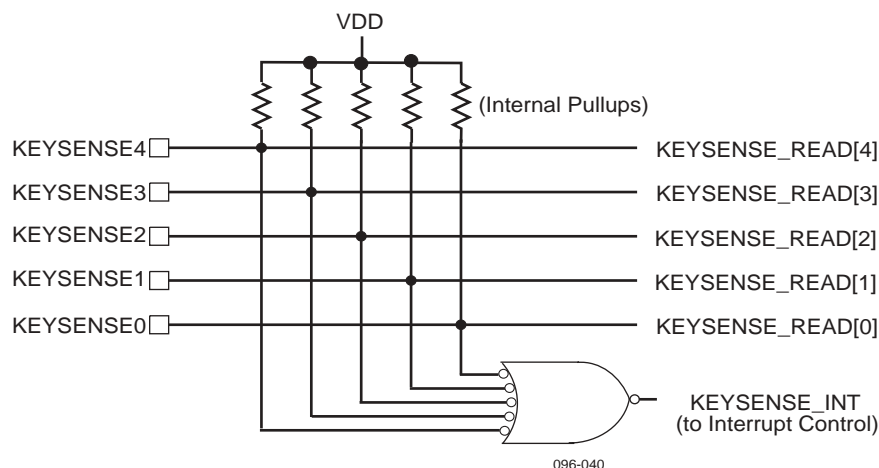 VDD
(Internal Pullups)
KEYSENSE4 KEYSENSE_READ[4]
KEYSENSE3 KEYSENSE_READ[3]
KEYSENSE2 KEYSENSE_READ[2]
KEYSENSE1 KEYSENSE_READ[1]
KEYSENSE0 KEYSENSE_READ[0]
KEYSENSE_INT
(to Interrupt Control)
096-040